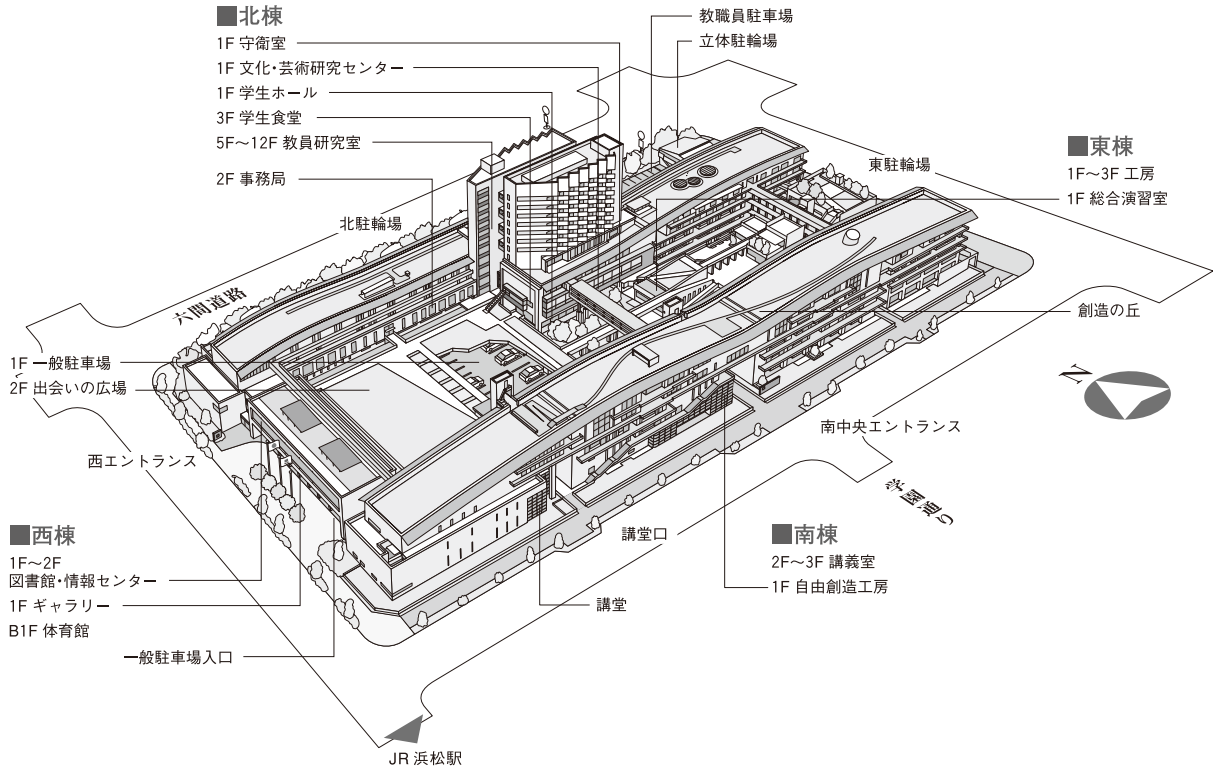 ■北棟
1F 守衛室
1F 文化・芸術研究センター
1F 学生ホール
3F 学生食堂
5F〜12F 教員研究室
2F 事務局
教職員駐車場
立体駐輪場
東駐輪場
■東棟
1F〜3F 工房
1F 総合演習室
北駐輪場
六間道路
創造の丘
1F 一般駐車場
2F 出会いの広場
N
西エントランス
南中央エントランス
学園通り
■西棟
1F〜2F
図書館・情報センター
1F ギャラリー
B1F 体育館
一般駐車場入口
講堂口
講堂
■南棟
2F〜3F 講義室
1F 自由創造工房
JR 浜松駅